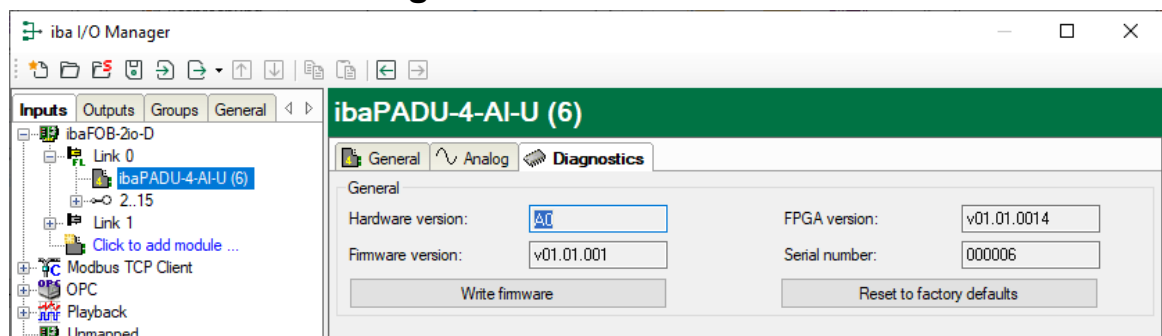 iba I/O Manager
Inputs Outputs Groups General
ibaFOB-2io-D
Link 0
ibaPADU-4-AI-U (6)
2..15
Link 1
Click to add module ...
Modbus TCP Client
OPC
Playback
Unmapped
ibaPADU-4-AI-U (6)
General Analog Diagnostics
General
Hardware version: A0 FPGA version: v01.01.0014
Firmware version: v01.01.001 Serial number: 000006
Write firmware Reset to factory defaults